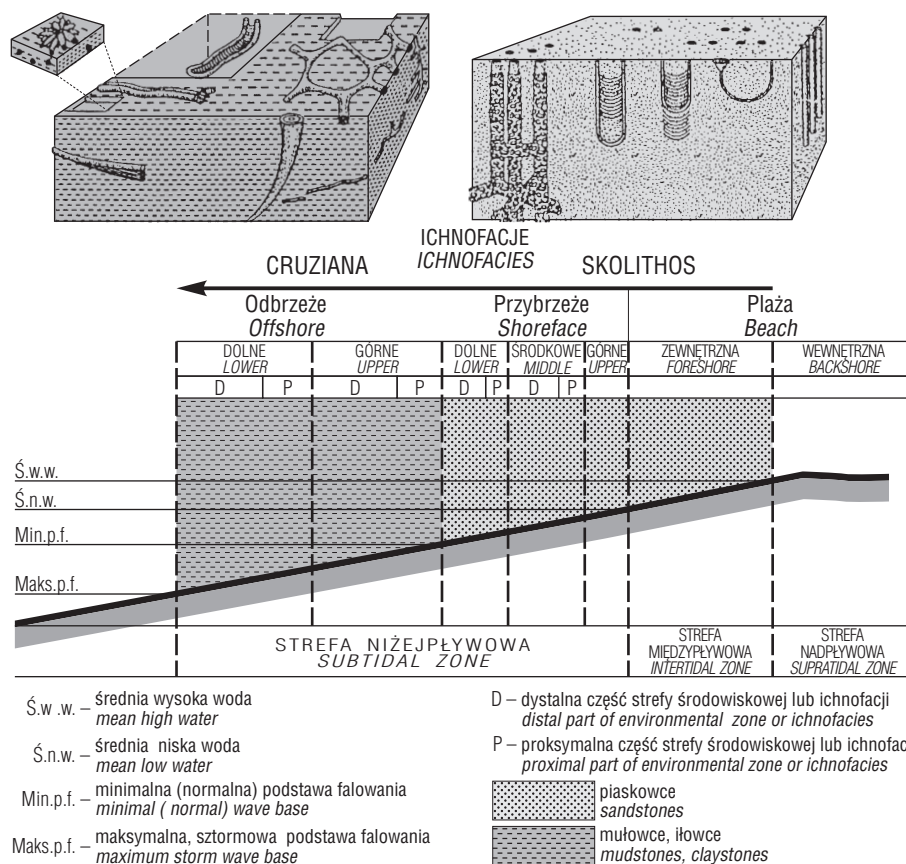 ICHNOFACJE
ICHNOFACIES
CRUZIANA
SKOLITHOS
Odbrzeże
Offshore
Przybrzeże
Shoreface
Plaża
Beach
DOLNE
LOWER
GÓRNE
UPPER
DOLNE
LOWER
ŚRODKOWE
MIDDLE
GÓRNE
UPPER
ZEWNĘTRZNA
FORESHORE
WEWNĘTRZNA
BACKSHORE
D P D P D P D P
Ś.w.w.
Ś.n.w.
Min.p.f.
Maks.p.f.
STREFA NIŻEJPŁYWOWA
SUBTIDAL ZONE
STREFA
MIĘDZYPŁYWOWA
INTERTIDAL ZONE
STREFA
NADPŁYWOWA
SUPRATIDAL ZONE
Ś.w .w. – średnia wysoka woda
mean high water
Ś.n.w. – średnia niska woda
mean low water
Min.p.f. – minimalna (normalna) podstawa falowania
minimal ( normal) wave base
Maks.p.f. – maksymalna, sztormowa podstawa falowania
maximum storm wave base
D – dystalna część strefy środowiskowej lub ichnofacji
distal part of environmental zone or ichnofacies
P – proksymalna część strefy środowiskowej lub ichnofac
proximal part of environmental zone or ichnofacies
piaskowce
sandstones
mułowce, iłowce
mudstones, claystones